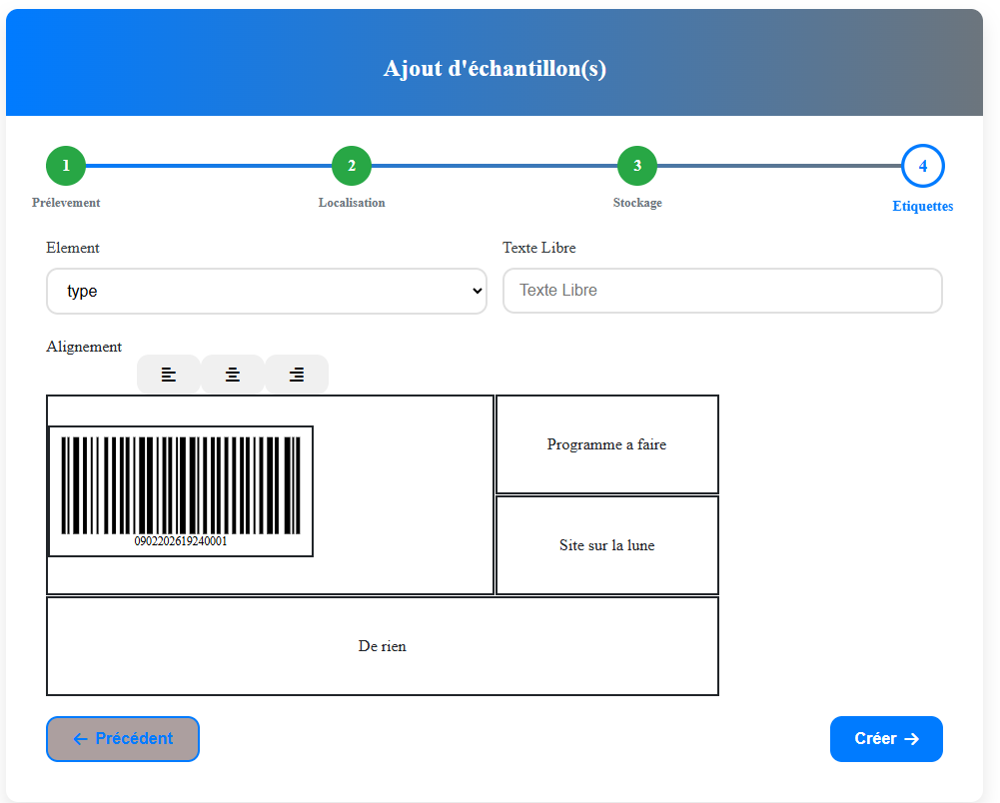 Ajout d'échantillon(s)
1
2
3
4
Prélevement
Localisation
Stockage
Etiquettes
Element
Texte Libre
type
Texte Libre
Alignement
Programme a faire
0902202619240001
Site sur la lune
De rien
← Précédent
Créer →